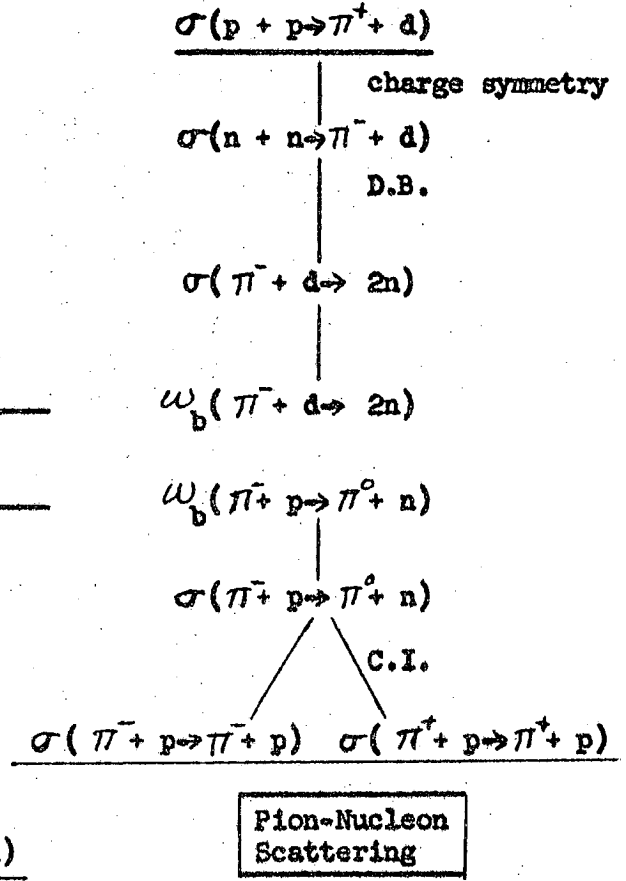 σ(p + p→π⁺ + d)
charge symmetry
σ(n + n→π⁻ + d)
D.B.
σ(π⁻ + d→ 2n)
ω_b(π⁻ + d→ 2n)
ω_b(π⁻ + p→π⁰ + n)
σ(π⁻ + p→π⁰ + n)
C.I.
σ(π⁻ + p→π⁻ + p) σ(π⁺ + p→π⁺ + p)
Pion-Nucleon
Scattering
)